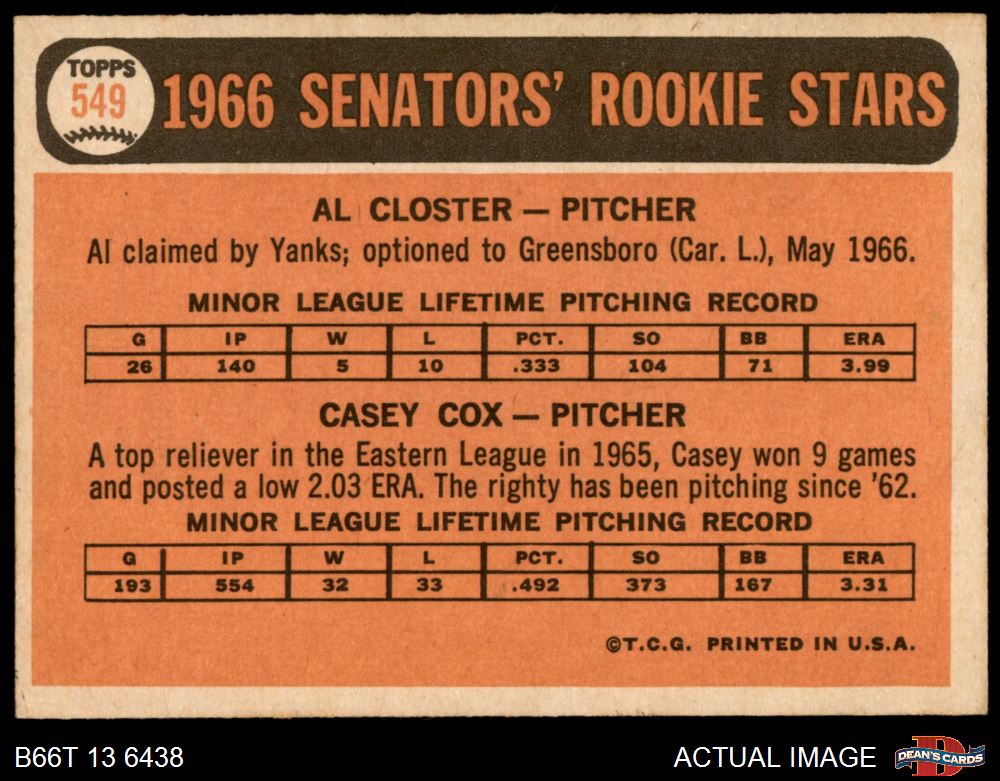 TOPPS
549
1966 SENATORS' ROOKIE STARS
AL CLOSTER — PITCHER
Al claimed by Yanks; optioned to Greensboro (Car. L.), May 1966.
MINOR LEAGUE LIFETIME PITCHING RECORD
G IP W L PCT. SO BB ERA
26 140 5 10 .333 104 71 3.99
CASEY COX — PITCHER
A top reliever in the Eastern League in 1965, Casey won 9 games
and posted a low 2.03 ERA. The righty has been pitching since '62.
MINOR LEAGUE LIFETIME PITCHING RECORD
G IP W L PCT. SO BB ERA
193 554 32 33 .492 373 167 3.31
©T.C.G. PRINTED IN U.S.A.
B66T 13 6438
ACTUAL IMAGE
D
DEAN'S CARDS